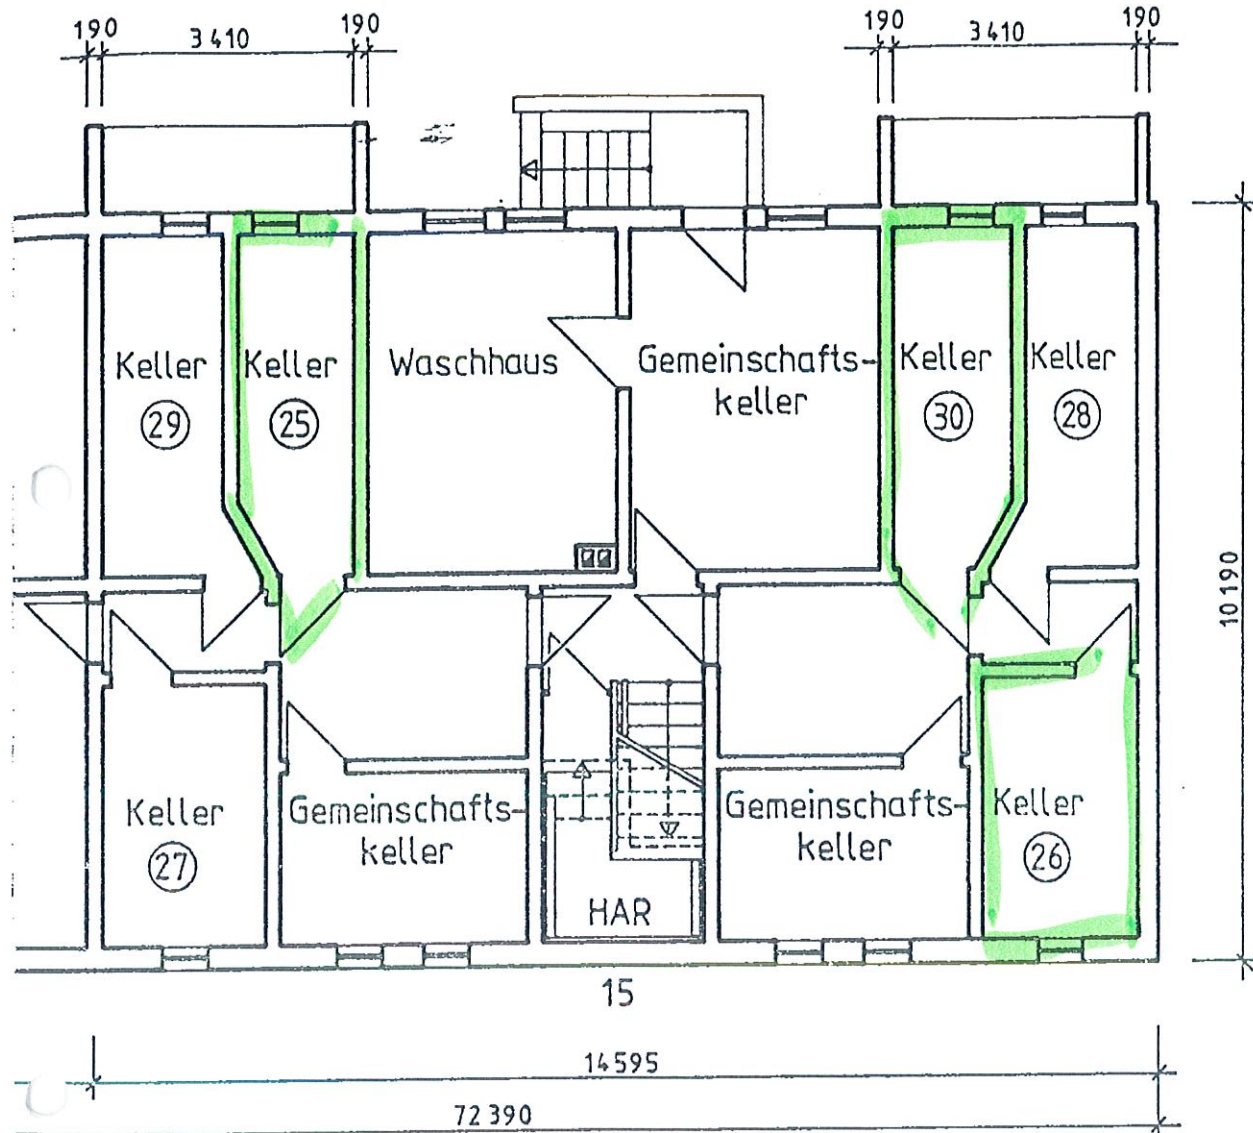 190
3410
190
190
3410
190
Keller
29
Keller
25
Waschhaus
Gemeinschafts-
keller
Keller
30
Keller
28
10190
Keller
27
Gemeinschafts-
keller
HAR
Gemeinschafts-
keller
Keller
26
15
14595
72390